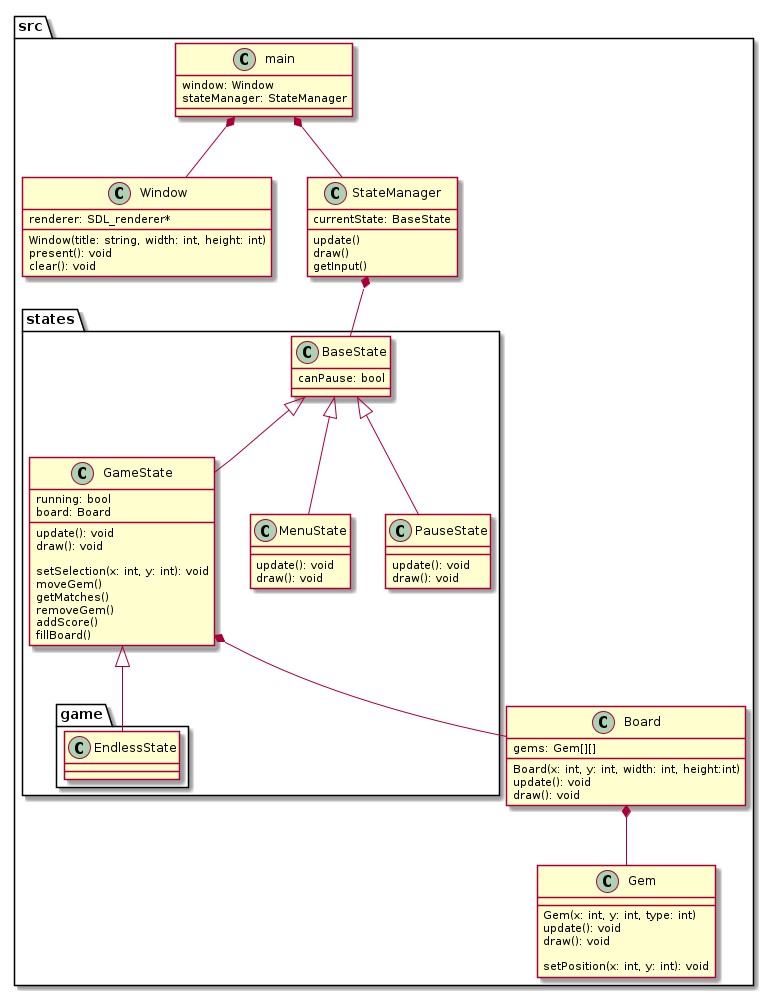 src
C main
window: Window
stateManager: StateManager
C Window
renderer: SDL_renderer*
Window(title: string, width: int, height: int)
present(): void
clear(): void
C StateManager
currentState: BaseState
update()
draw()
getInput()
states
C BaseState
canPause: bool
C GameState
running: bool
board: Board
update(): void
draw(): void
setSelection(x: int, y: int): void
moveGem()
getMatches()
removeGem()
addScore()
fillBoard()
C MenuState
update(): void
draw(): void
C PauseState
update(): void
draw(): void
game
C EndlessState
C Board
gems: Gem[][]
Board(x: int, y: int, width: int, height:int)
update(): void
draw(): void
C Gem
Gem(x: int, y: int, type: int)
update(): void
draw(): void
setPosition(x: int, y: int): void